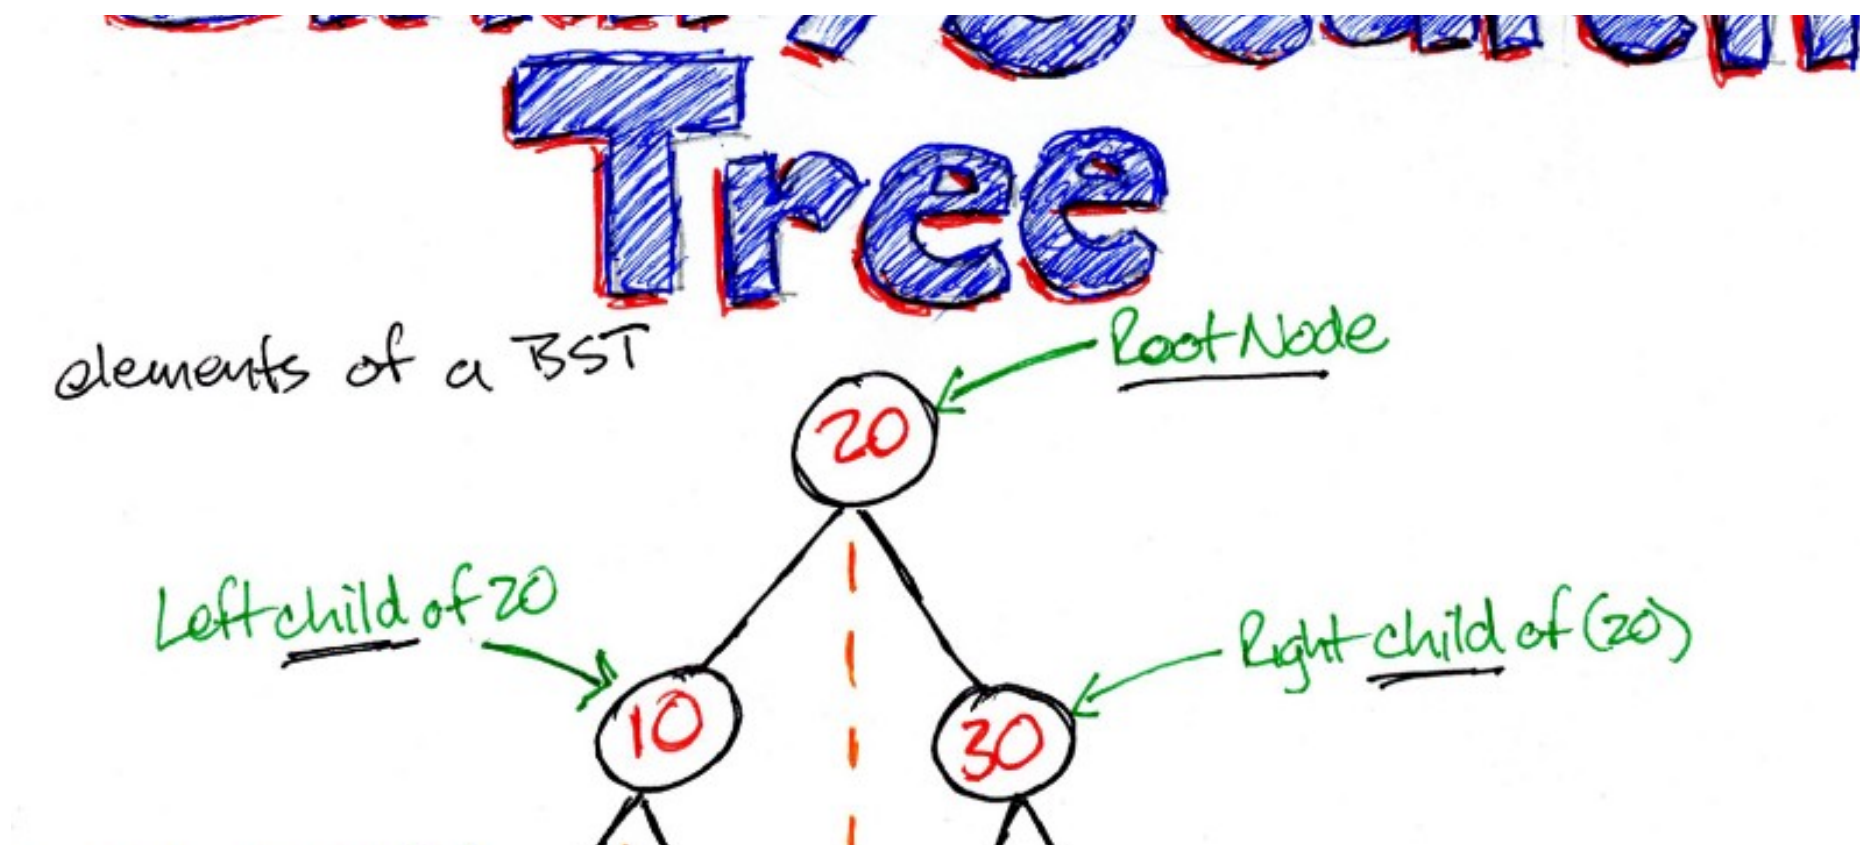 Tree
elements of a BST
Root Node
20
Left child of 20
Right child of (20)
10
30